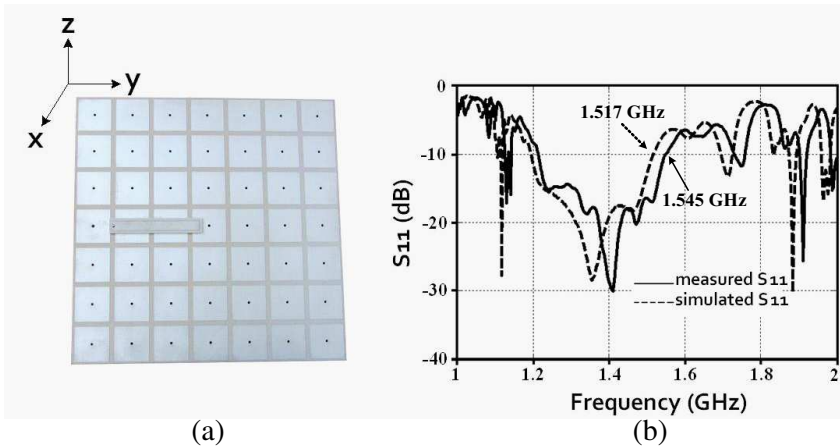 z
y
x
0
-10
-20
-30
-40
S11 (dB)
1.517 GHz
1.545 GHz
measured S11
simulated S11
1
1.2
1.4
1.6
1.8
2
Frequency (GHz)
(a)
(b)